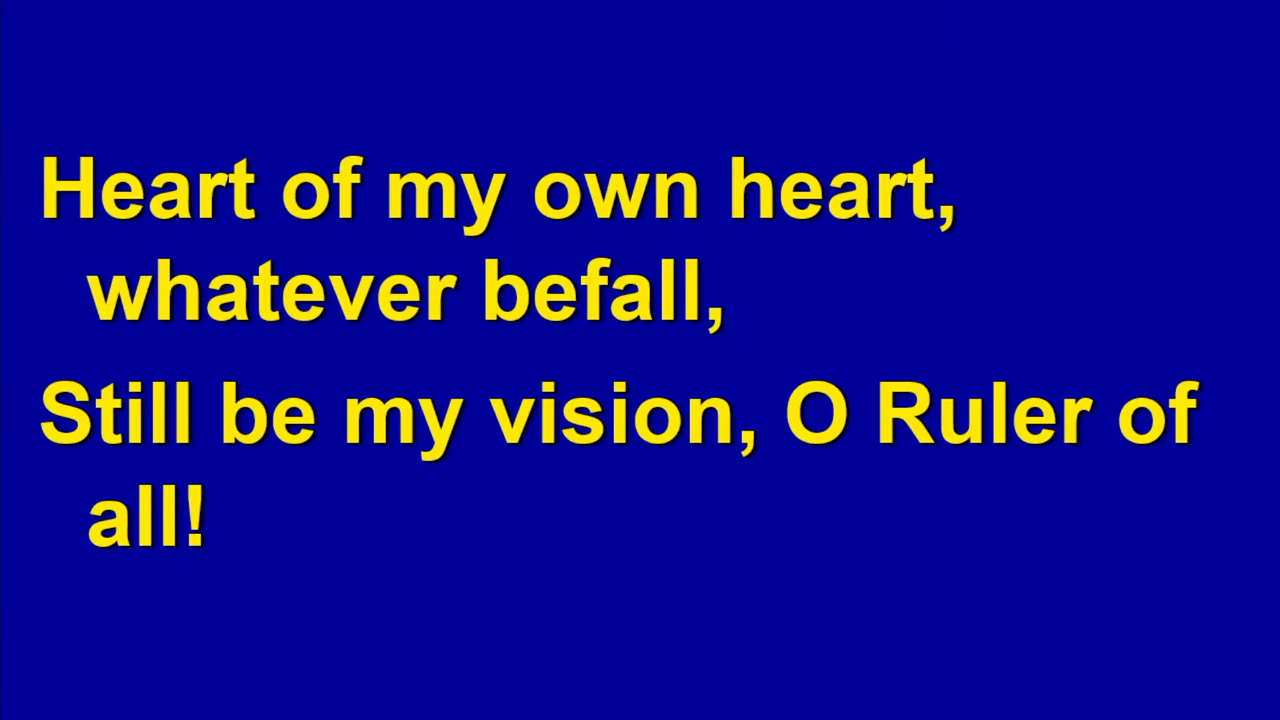 Heart of my own heart,
whatever befall,
Still be my vision, O Ruler of
all!